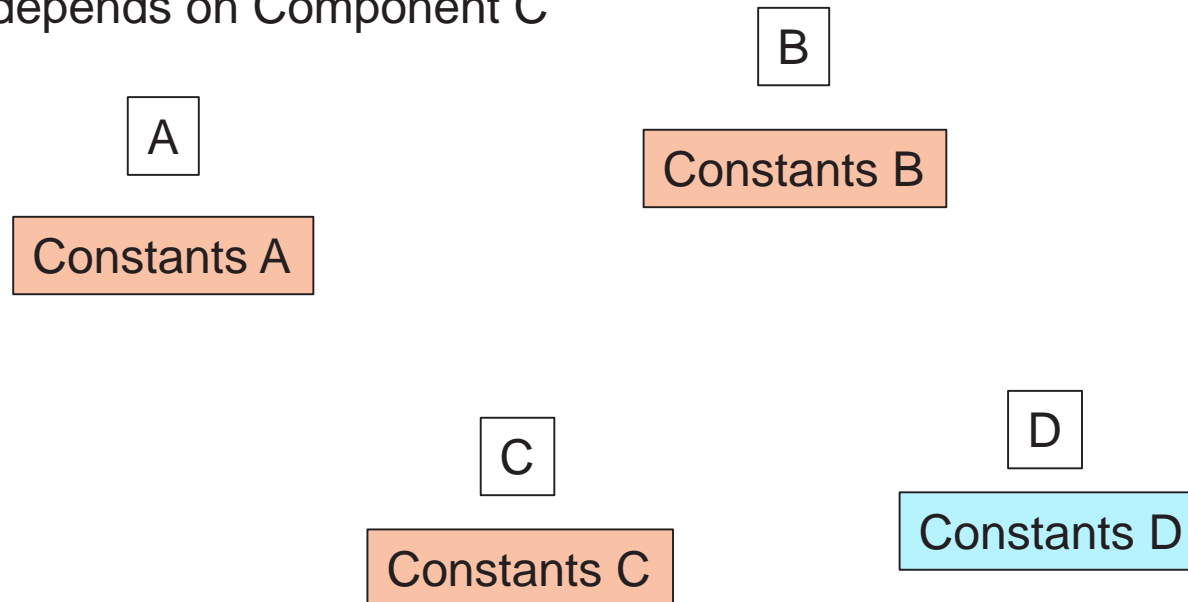 depends on Component C
B
A
Constants B
Constants A
D
C
Constants D
Constants C